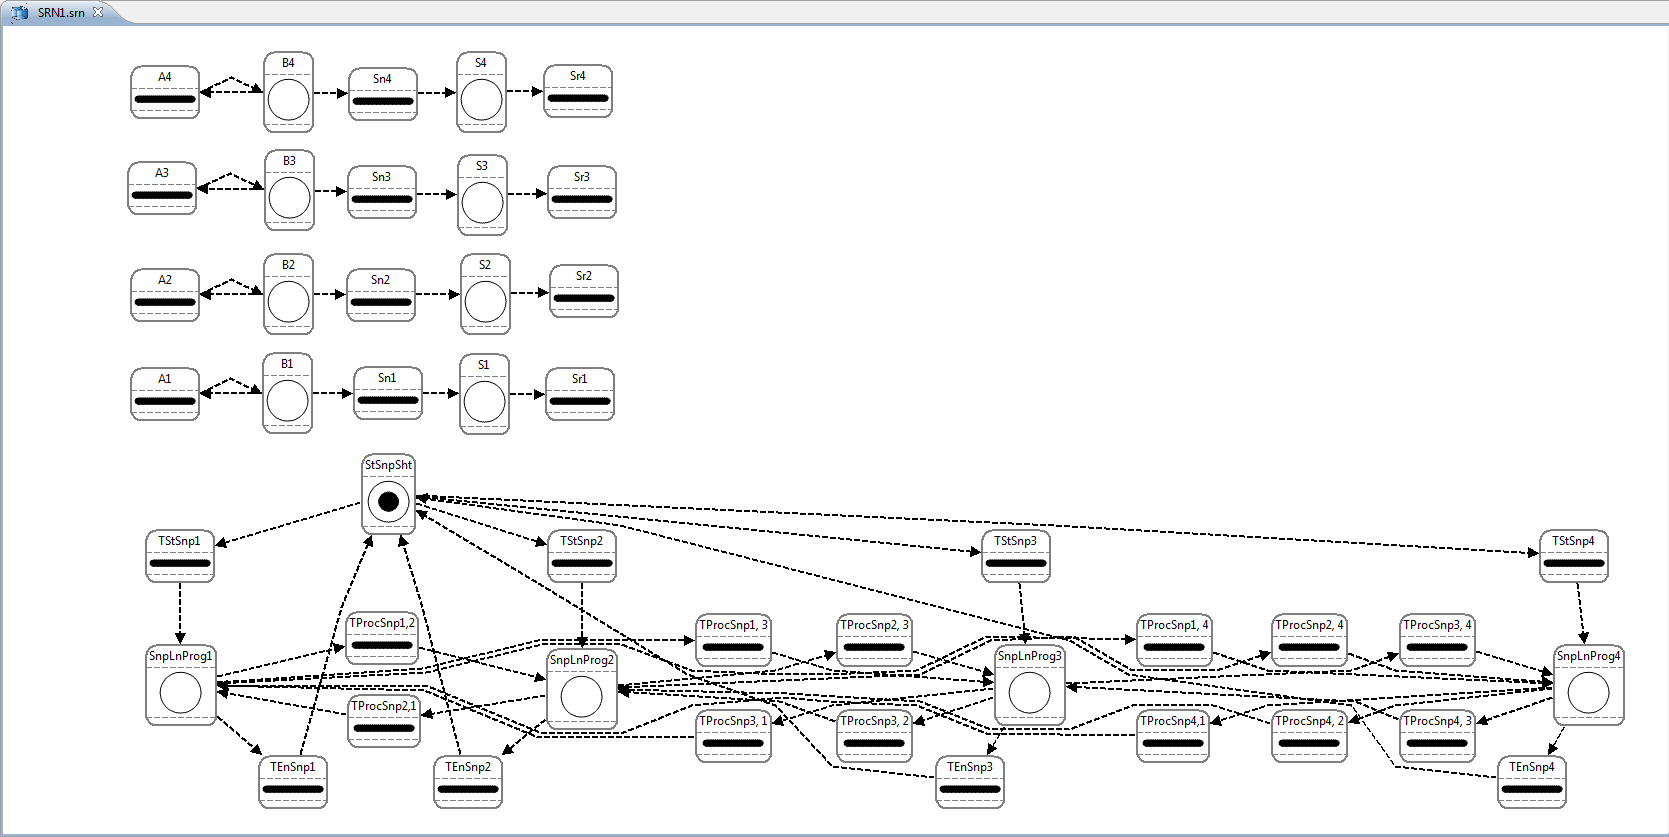 SRN1.srn
A4
B4
Sn4
S4
Sr4
A3
B3
Sn3
S3
Sr3
A2
B2
Sn2
S2
Sr2
A1
B1
Sn1
S1
Sr1
StSnpSht
TStSnp1
TStSnp2
TStSnp3
TStSnp4
TProcSnp1,2
TProcSnp1, 3
TProcSnp2, 3
TProcSnp1, 4
TProcSnp2, 4
TProcSnp3, 4
SnpLnProg1
SnpLnProg2
SnpLnProg3
SnpLnProg4
TProcSnp2,1
TProcSnp3, 1
TProcSnp3, 2
TProcSnp4,1
TProcSnp4, 2
TProcSnp4, 3
TEnSnp1
TEnSnp2
TEnSnp3
TEnSnp4